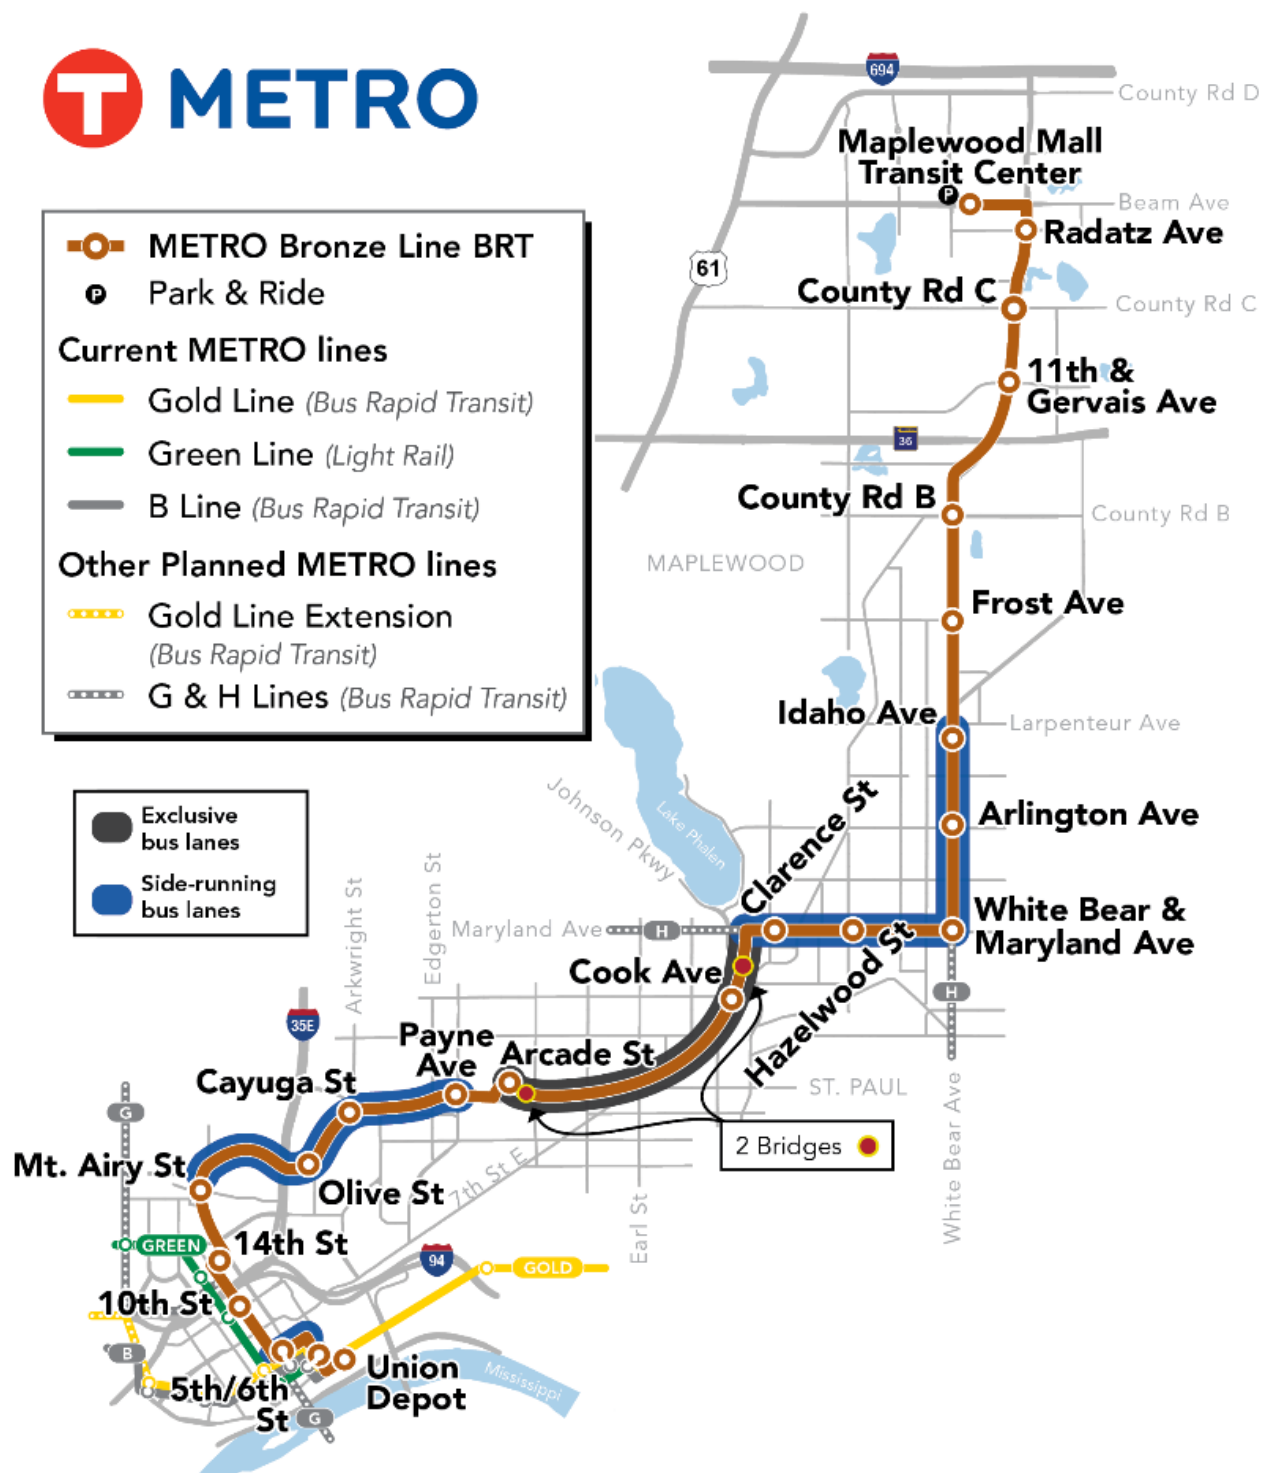 T METRO
METRO Bronze Line BRT
P Park & Ride
Current METRO lines
Gold Line (Bus Rapid Transit)
Green Line (Light Rail)
B Line (Bus Rapid Transit)
Other Planned METRO lines
Gold Line Extension
(Bus Rapid Transit)
G & H Lines (Bus Rapid Transit)
Exclusive
bus lanes
Side-running
bus lanes
694
County Rd D
Maplewood Mall
Transit Center
P
Beam Ave
Radatz Ave
61
County Rd C
County Rd C
11th &
Gervais Ave
36
County Rd B
County Rd B
MAPLEWOOD
Frost Ave
Idaho Ave
Larpenteur Ave
Johnson Pkwy
Lake Phalen
Clarence St
Arlington Ave
Arkwright St
Edgerton St
Maryland Ave
H
White Bear &
Maryland Ave
Cook Ave
Hazelwood St
H
35E
Payne
Ave
Arcade St
Cayuga St
ST. PAUL
G
2 Bridges
White Bear Ave
Mt. Airy St
Olive St
7th St E
Earl St
GREEN
14th St
94
GOLD
10th St
B
5th/6th
St
G
Union
Depot
Mississippi